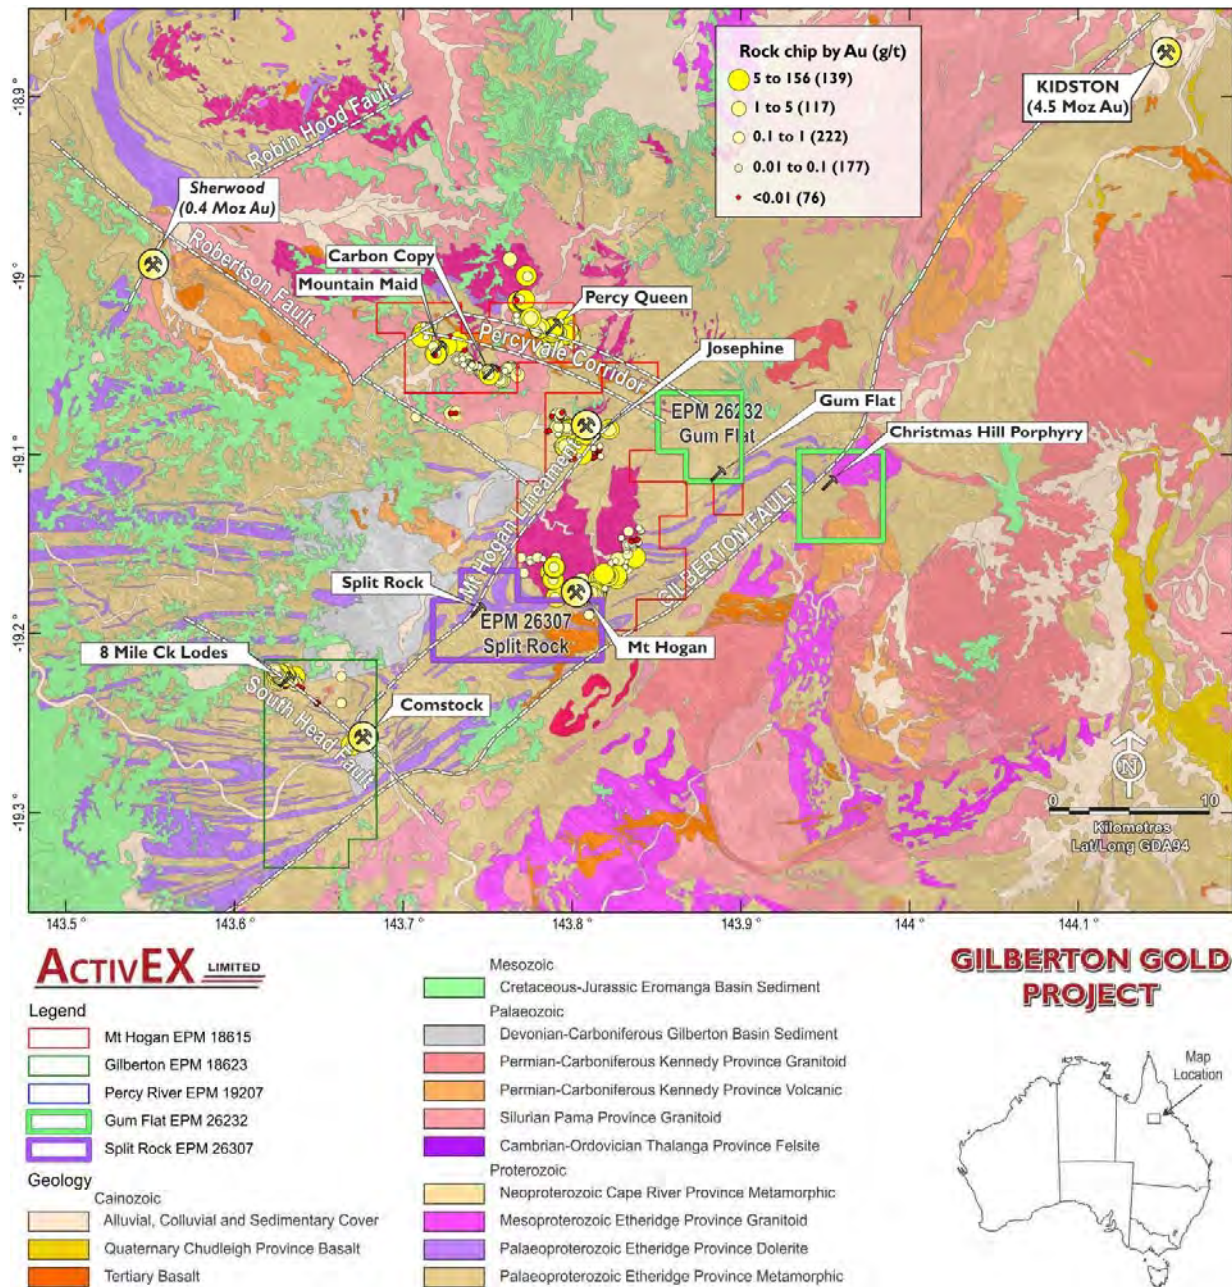 Rock chip by Au (g/t)
5 to 156 (139)
1 to 5 (117)
0.1 to 1 (222)
0.01 to 0.1 (177)
<0.01 (76)
KIDSTON
(4.5 Moz Au)
-18.9
Robin Hood Fault
Sherwood
(0.4 Moz Au)
Robertson Fault
Carbon Copy
Mountain Maid
-19
Percy Queen
Percyvale Corridor
Josephine
EPM 26232
Gum Flat
Gum Flat
Christmas Hill Porphyry
-19.1
Mt Hogan Lineament
GILBERTON FAULT
Split Rock
EPM 26307
Split Rock
-19.2
Mt Hogan
8 Mile Ck Lodes
South Head Fault
Comstock
N
-19.3
0 10
Kilometres
Lat/Long GDA94
143.5 °
143.6 °
143.7 °
143.8 °
143.9 °
144 °
144.1 °
ACTIVEX LIMITED
Legend
Mt Hogan EPM 18615
Gilberton EPM 18623
Percy River EPM 19207
Gum Flat EPM 26232
Split Rock EPM 26307
Geology
Cainozoic
Alluvial, Colluvial and Sedimentary Cover
Quaternary Chudleigh Province Basalt
Tertiary Basalt
Mesozoic
Cretaceous-Jurassic Eromanga Basin Sediment
Palaeozoic
Devonian-Carboniferous Gilberton Basin Sediment
Permian-Carboniferous Kennedy Province Granitoid
Permian-Carboniferous Kennedy Province Volcanic
Silurian Pama Province Granitoid
Cambrian-Ordovician Thalanga Province Felsite
Proterozoic
Neoproterozoic Cape River Province Metamorphic
Mesoproterozoic Etheridge Province Granitoid
Palaeoproterozoic Etheridge Province Dolerite
Palaeoproterozoic Etheridge Province Metamorphic
GILBERTON GOLD
PROJECT
Map
Location